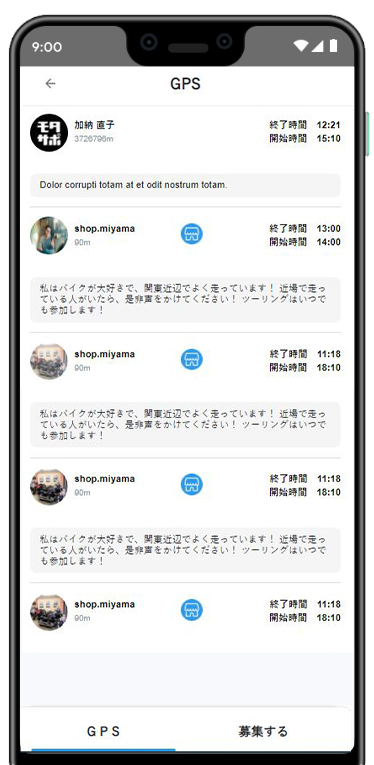 9:00
GPS
モタ
サポ
加納 直子
3726796m
終了時間 12:21
開始時間 15:10
Dolor corrupti totam at et odit nostrum totam.
shop.miyama
90m
終了時間 13:00
開始時間 14:00
私はバイクが大好きで、関東近辺でよく走っています！ 近場で走っ
ている人がいたら、是非声をかけてください！ ツーリングはいつで
も参加します！
shop.miyama
90m
終了時間 11:18
開始時間 18:10
私はバイクが大好きで、関東近辺でよく走っています！ 近場で走っ
ている人がいたら、是非声をかけてください！ ツーリングはいつで
も参加します！
shop.miyama
90m
終了時間 11:18
開始時間 18:10
私はバイクが大好きで、関東近辺でよく走っています！ 近場で走っ
ている人がいたら、是非声をかけてください！ ツーリングはいつで
も参加します！
shop.miyama
90m
終了時間 11:18
開始時間 18:10
ＧＰＳ
募集する